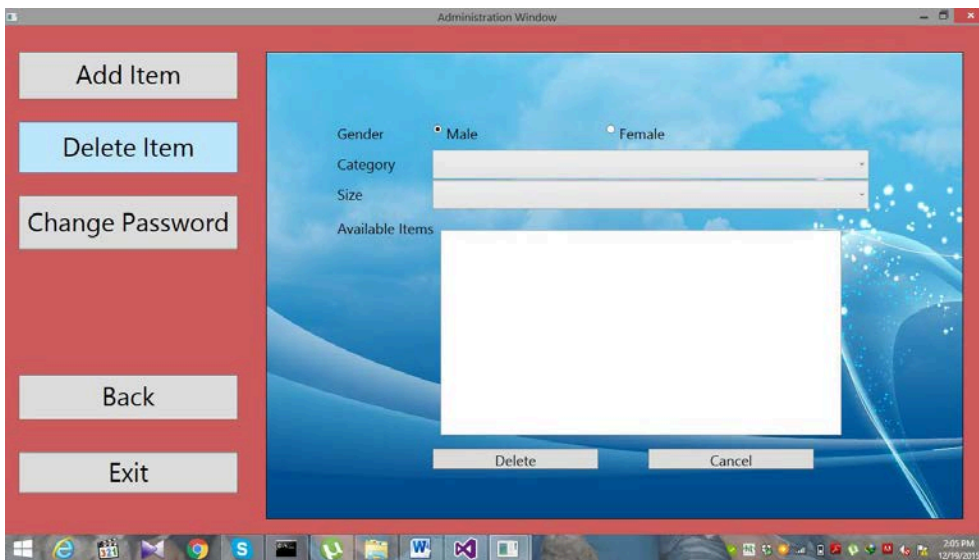 Administration Window
Add Item
Delete Item
Change Password
Back
Exit
Gender
Male
Female
Category
Size
Available Items
Delete
Cancel
2:05 PM